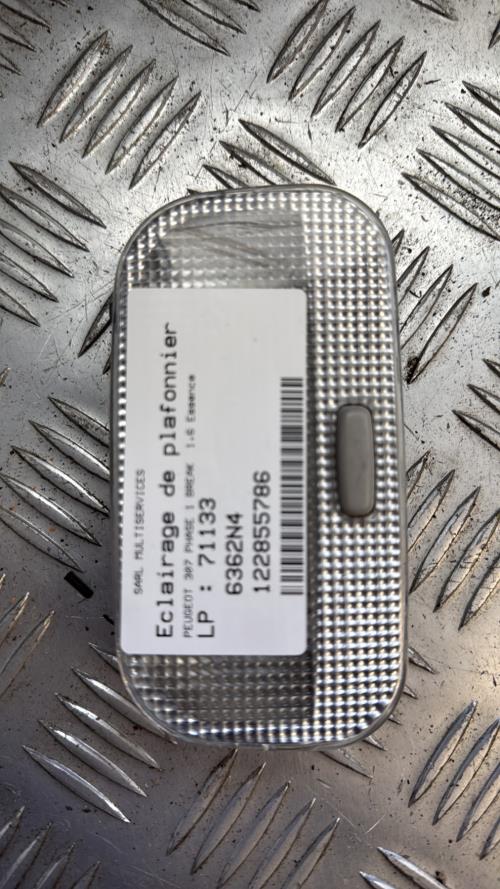 SARL MULTISERVICES
Eclairage de plafonnier
PEUGEOT 307 PHASE 1 BREAK 1.6 Essence
LP : 71133
6362N4
122855786